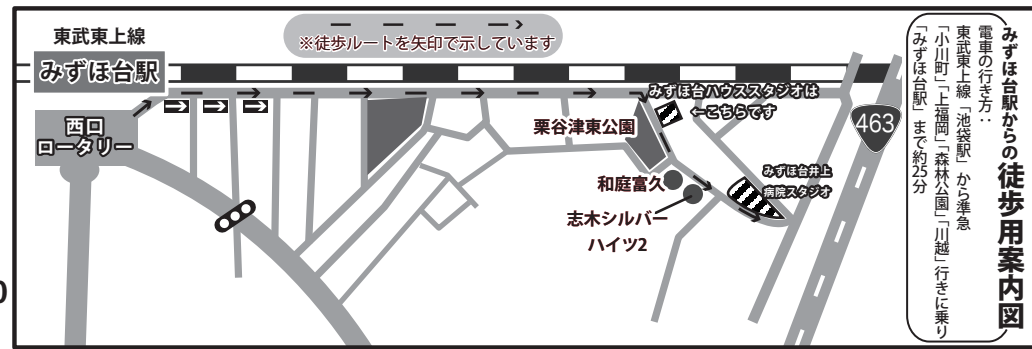 みずほ台駅からの徒歩用案内図
電車の行き方：
東武東上線「池袋駅」から準急
「小川町」「上福岡」「森林公園」「川越」行きに乗り
「みずほ台駅」まで約25分
※徒歩ルートを矢印で示しています
東武東上線
みずほ台駅
西口
ロータリー
みずほ台ハウススタジオは
←こちらです
栗谷津東公園
463
みずほ台井上
病院スタジオ
和庭富久
志木シルバー
ハイツ2
0